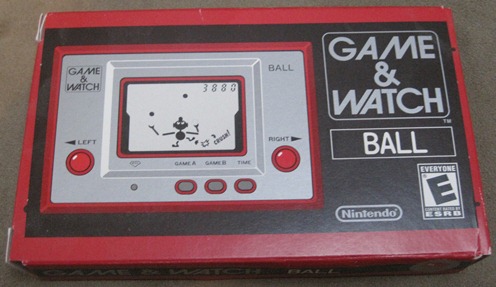 GAME
&
WATCH
BALL
3880
CRUSH!
◄LEFT
RIGHT►
GAME A
GAME B
TIME
GAME
&
WATCH
TM
BALL
Nintendo
EVERYONE
E
CONTENT RATED BY
ESRB
GAME & WATCH BALL